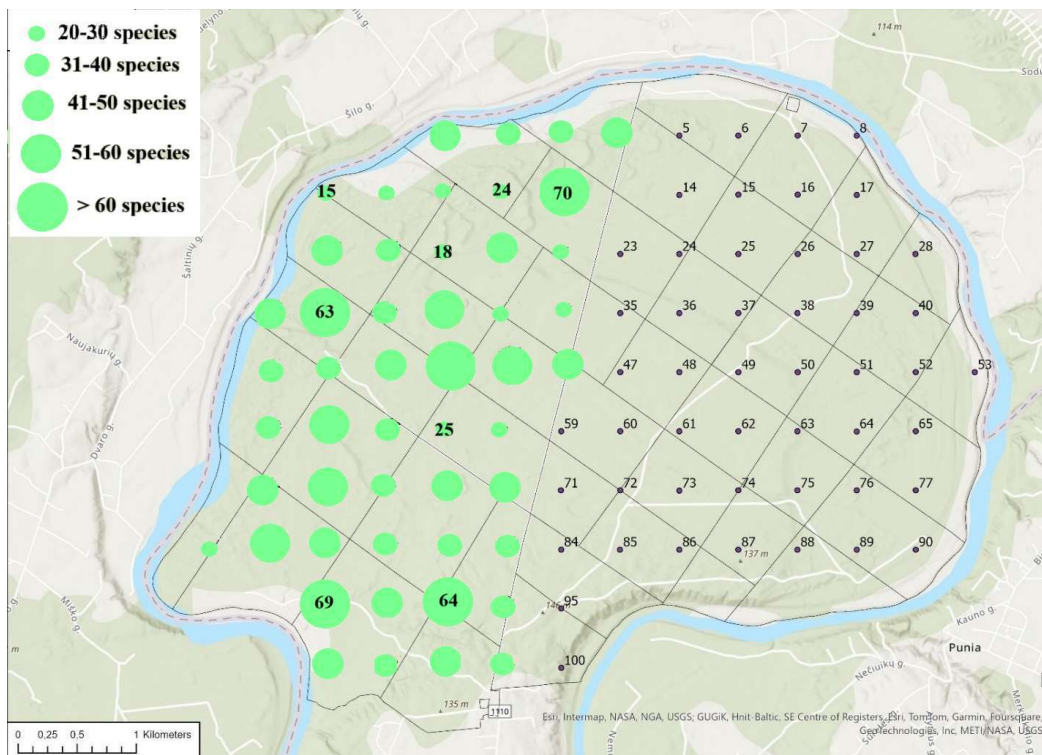 20-30 species
31-40 species
41-50 species
51-60 species
> 60 species
114 m
Šilo g.
Šaltinių g.
Naujakurių g.
Dvaro g.
Miško g.
m
5 6 7 8
15 24 70 14 15 16 17
18 23 24 25 26 27 28
63 35 36 37 38 39 40
47 48 49 50 51 52 53
25 59 60 61 62 63 64 65
71 72 73 74 75 76 77
84 85 86 87 88 89 90
137 m
69 64 146 m 95
Kauno g.
Punia
100
Nečiuikų g.
135 m
1110
Esri, Intermap, NASA, NGA, USGS; GUGiK, Hnit-Baltic, SE Centre of Registers, Esri, TomTom, Garmin, Foursquare,
GeoTechnologies, Inc, METI/NASA, USGS
0 0,25 0,5 1 Kilometers